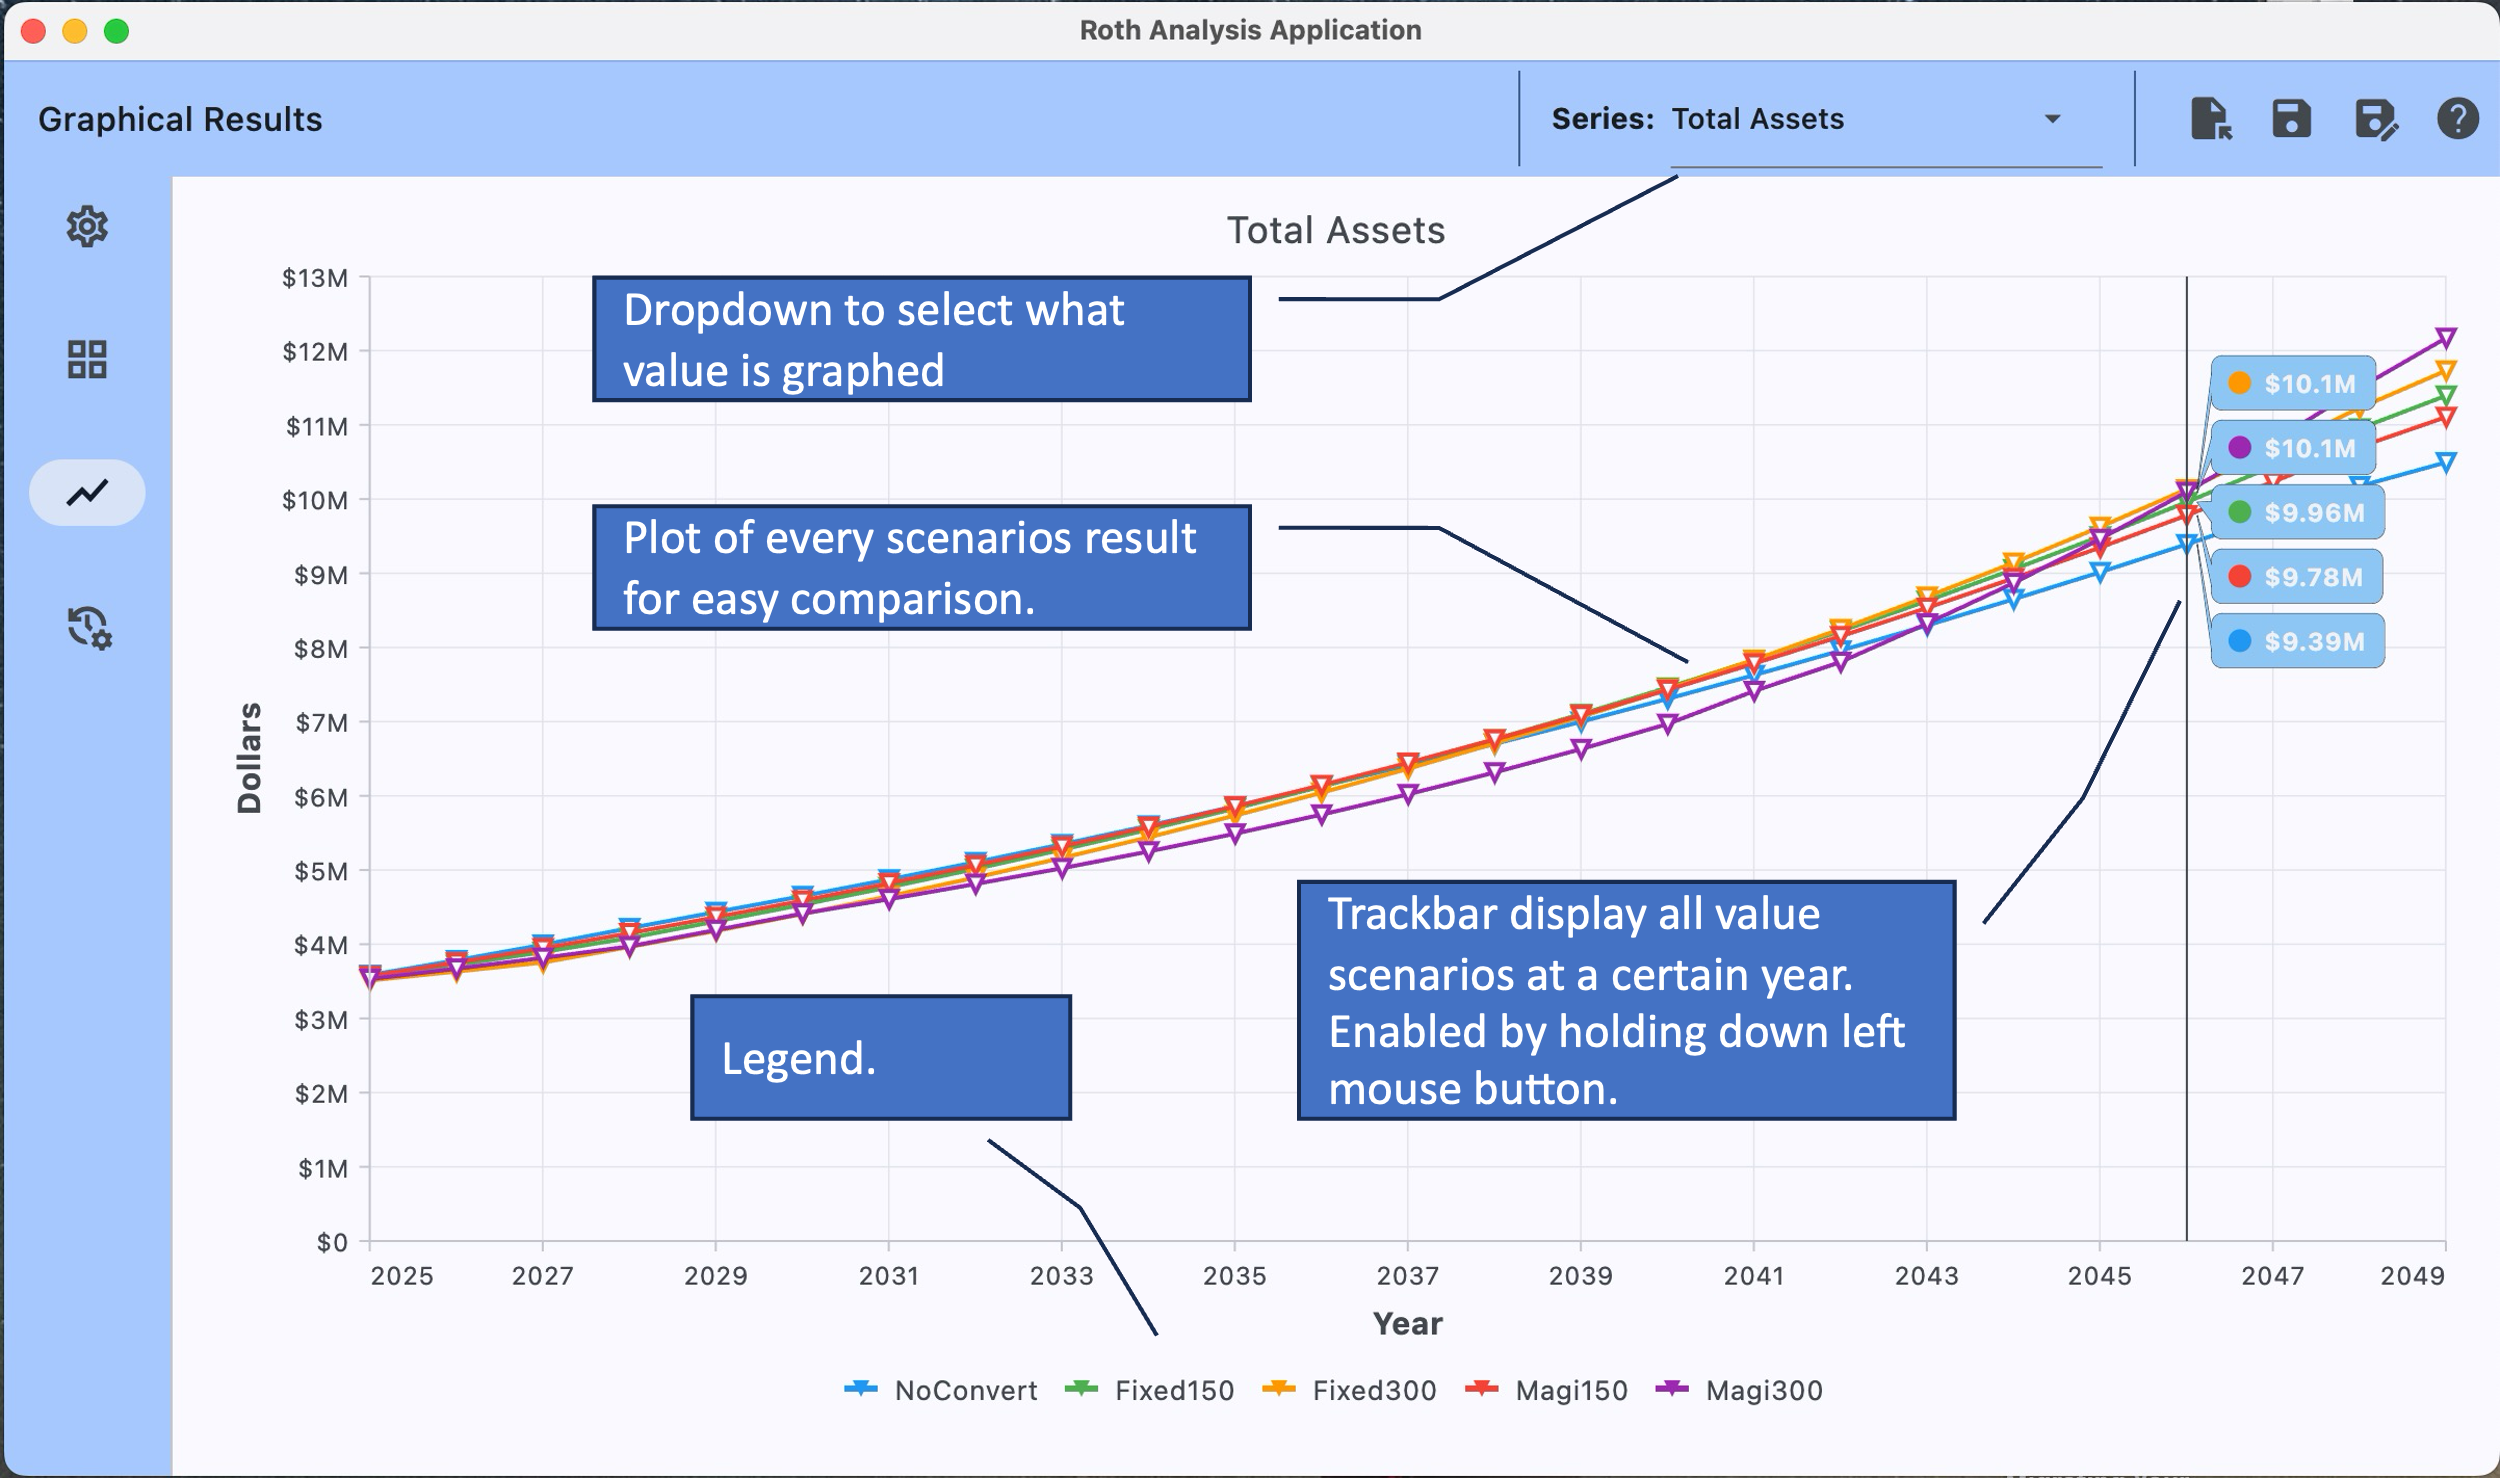 Roth Analysis Application
Graphical Results
Series: Total Assets
Total Assets
$13M
$12M
$11M
$10M
$9M
$8M
$7M
$6M
$5M
$4M
$3M
$2M
$1M
$0
Dollars
Dropdown to select what
value is graphed
Plot of every scenarios result
for easy comparison.
$10.1M
$10.1M
$9.96M
$9.78M
$9.39M
Trackbar display all value
scenarios at a certain year.
Enabled by holding down left
mouse button.
Legend.
2025 2027 2029 2031 2033 2035 2037 2039 2041 2043 2045 2047 2049
Year
NoConvert Fixed150 Fixed300 Magi150 Magi300